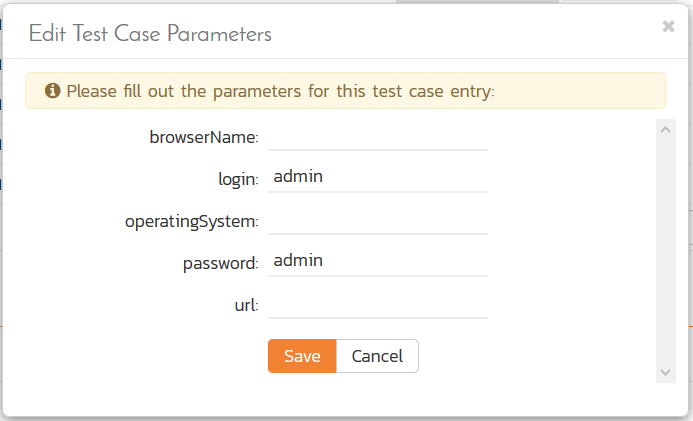 Edit Test Case Parameters
Please fill out the parameters for this test case entry:
browserName:
login: admin
operatingSystem:
password: admin
url:
Save Cancel